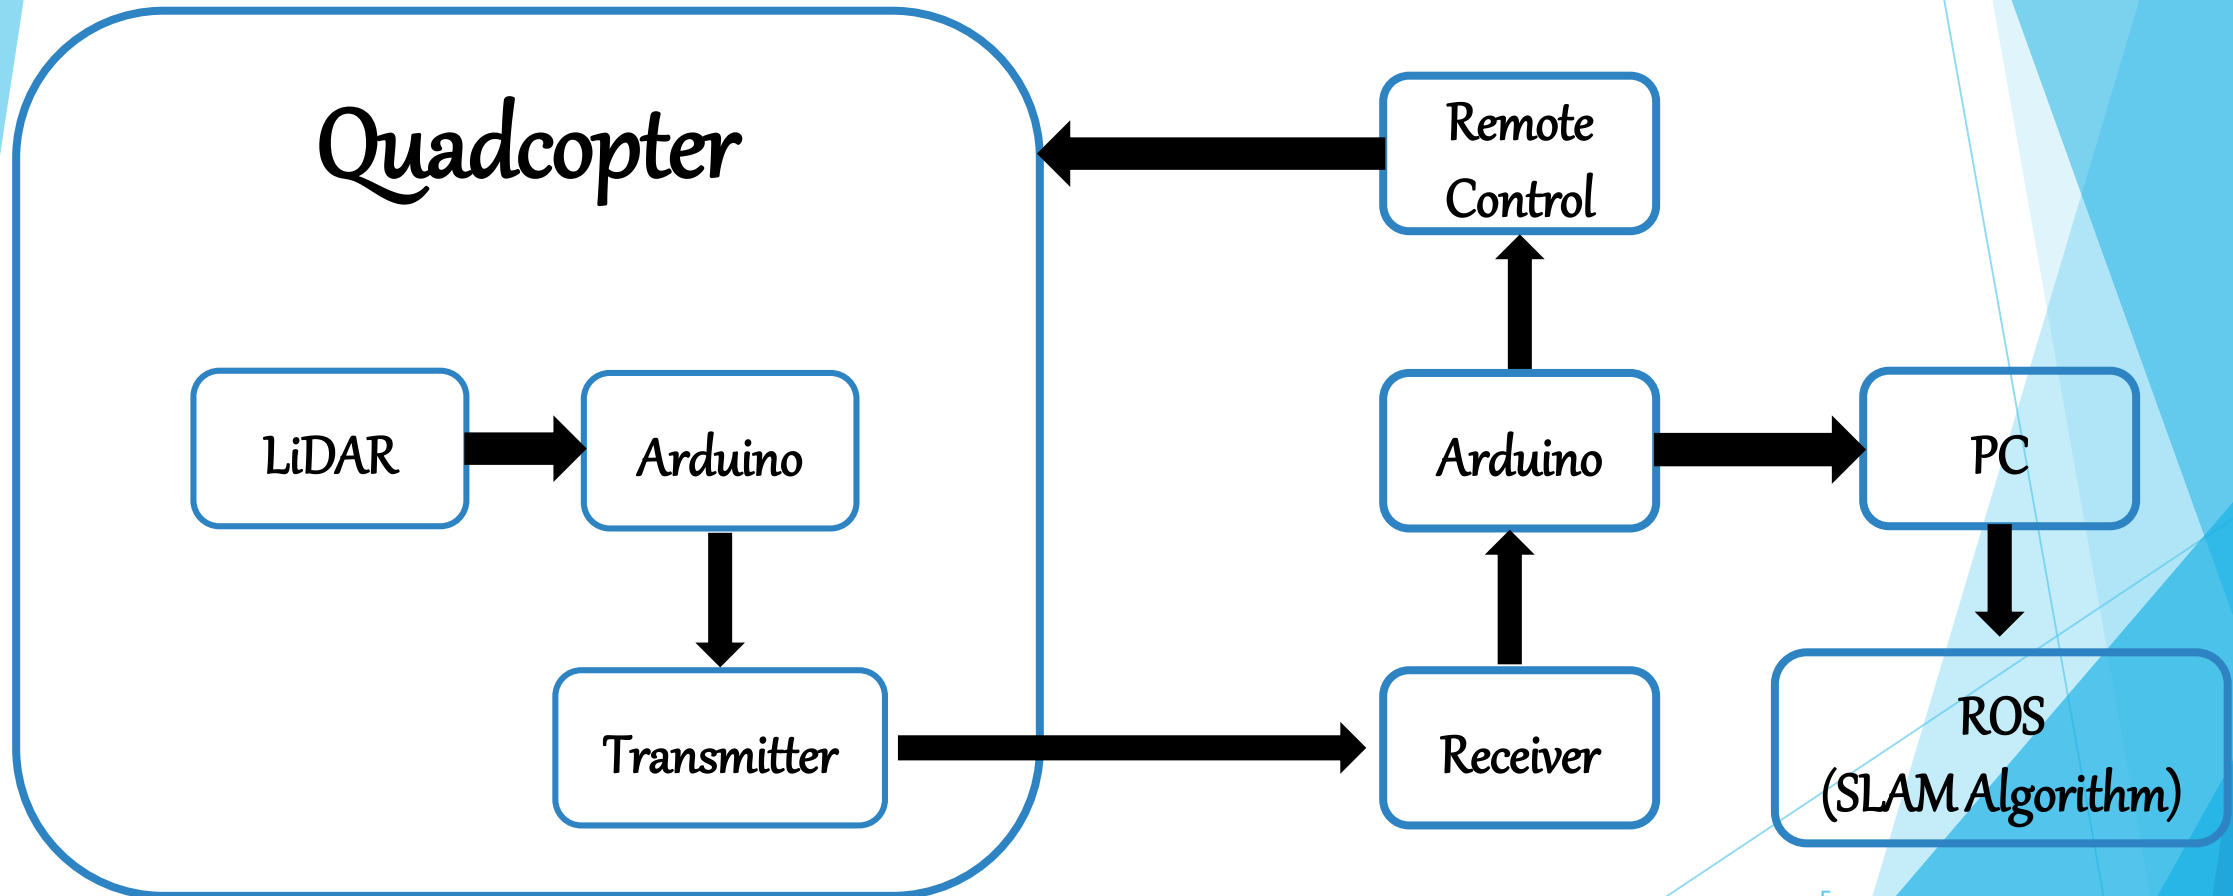 Quadcopter
Remote
Control
LiDAR
Arduino
Arduino
PC
Transmitter
Receiver
ROS
(SLAM Algorithm)